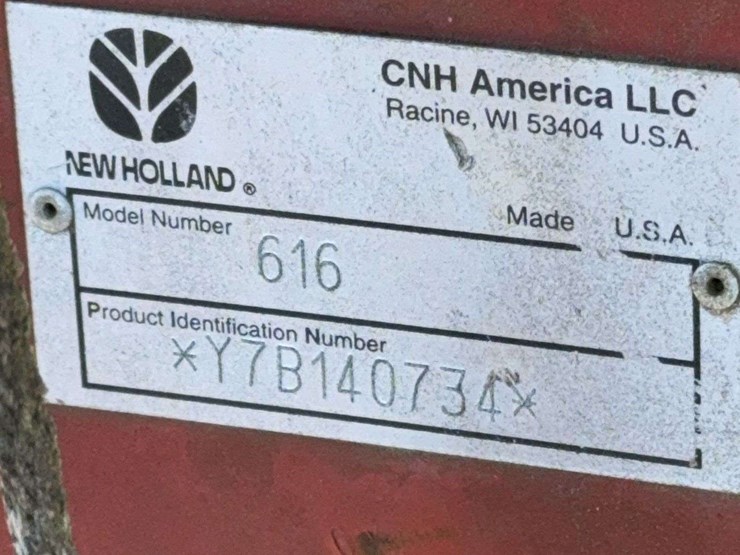 CNH America LLC
Racine, WI 53404 U.S.A.
NEW HOLLAND ®
Made U.S.A.
Model Number
616
Product Identification Number
*Y7B140734*